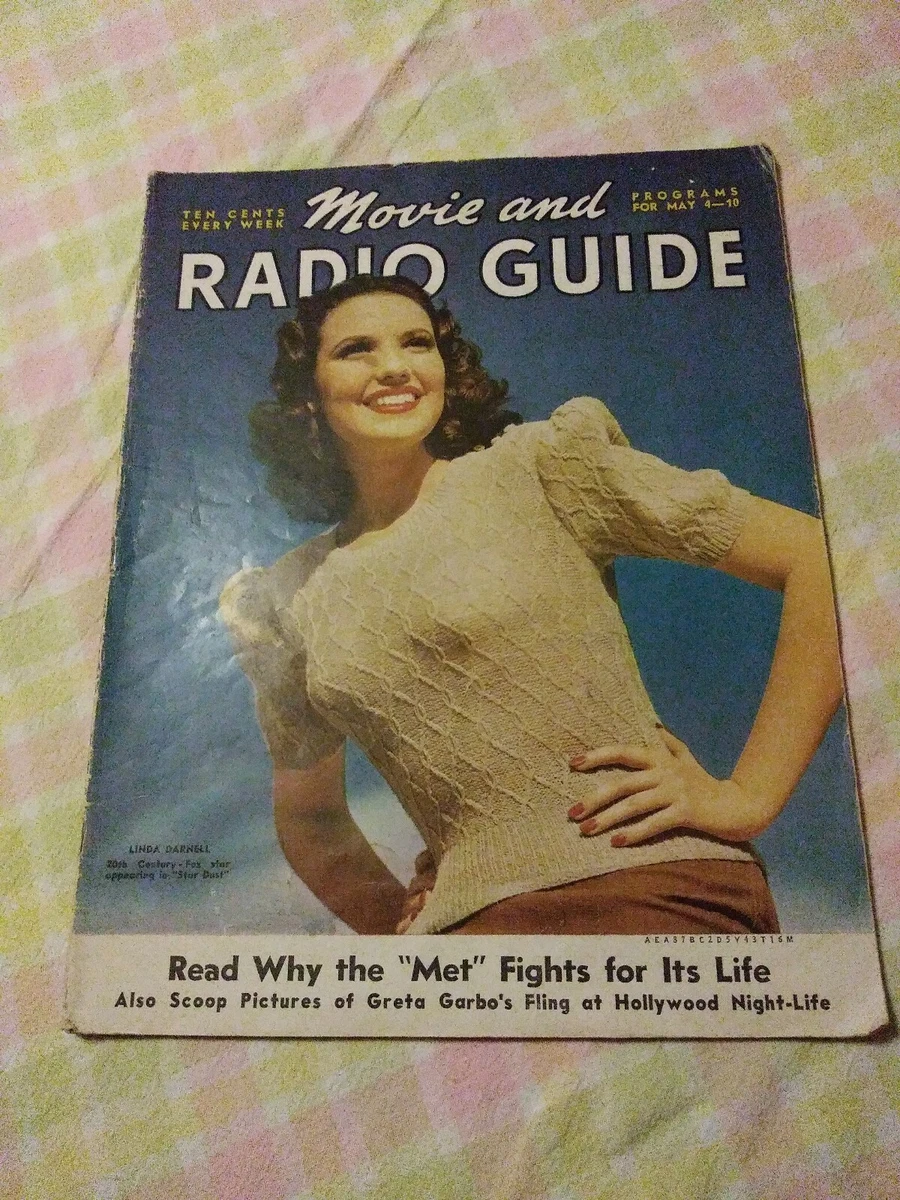 TEN CENTS
EVERY WEEK
Movie and
PROGRAMS
FOR MAY 4—10
RADIO GUIDE
LINDA DARNELL
20th Century-Fox star
appearing in "Star Dust"
AEA37BC2D5Y43T16M
Read Why the "Met" Fights for Its Life
Also Scoop Pictures of Greta Garbo's Fling at Hollywood Night-Life